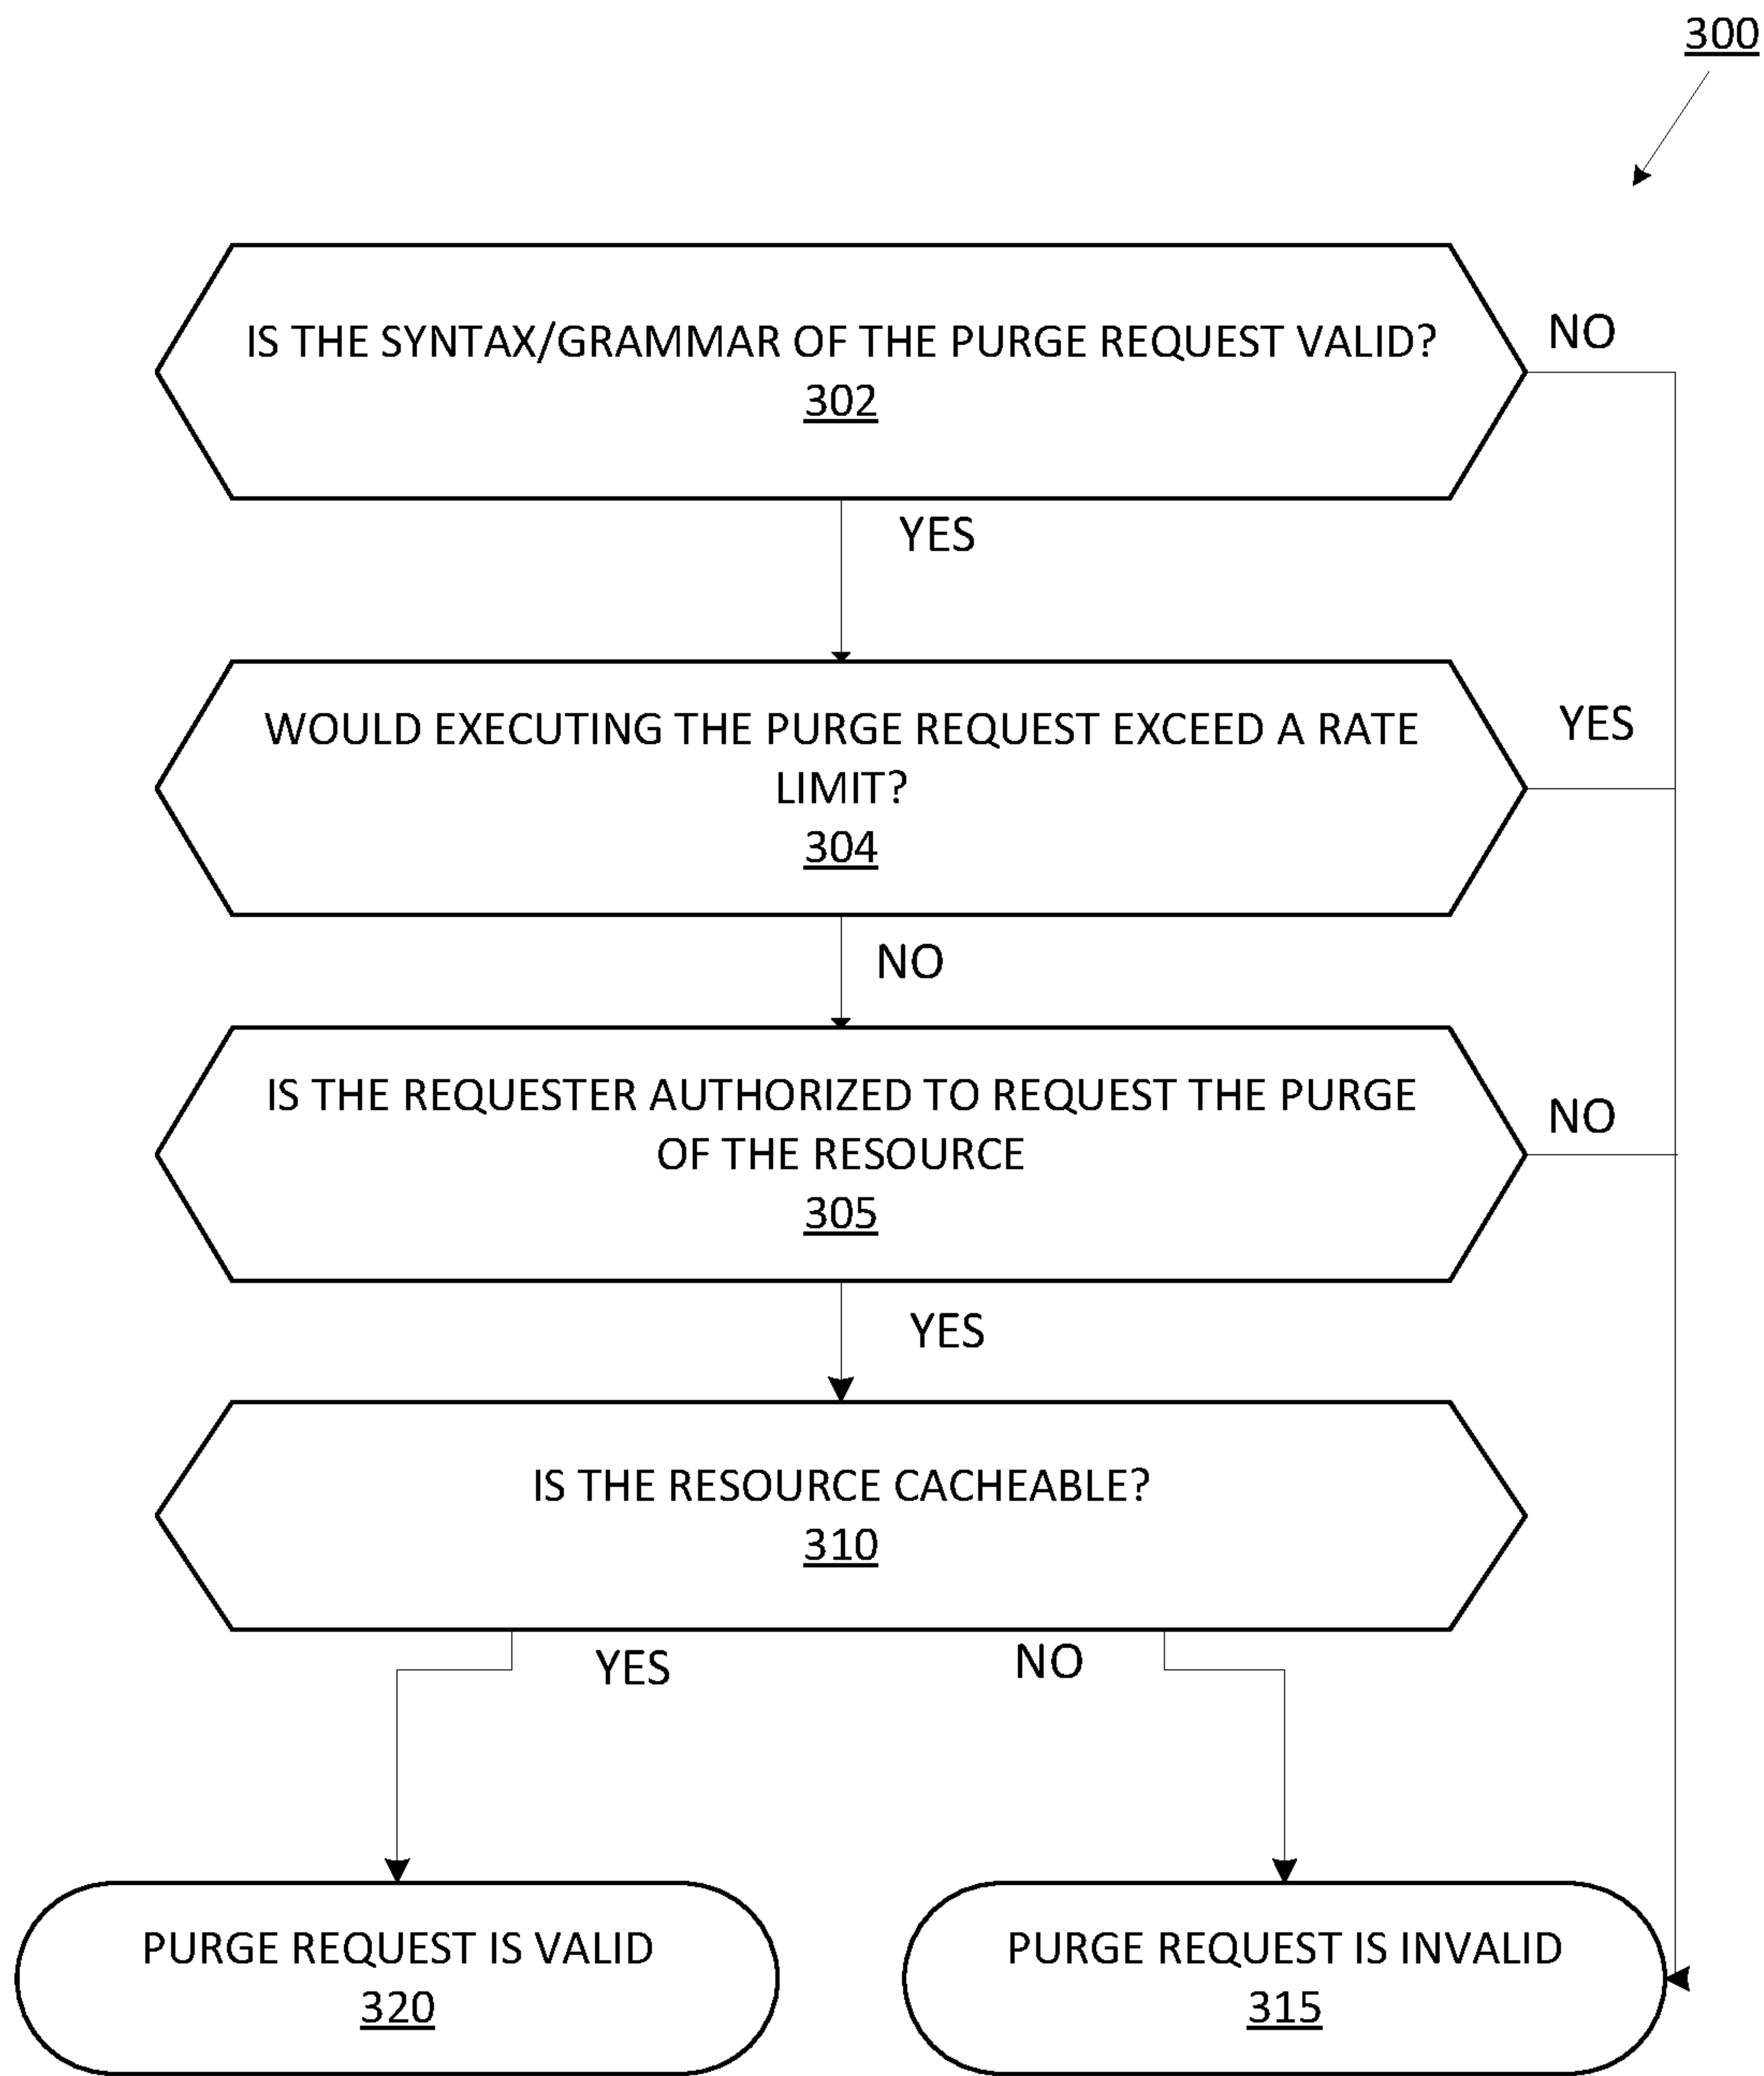 300
IS THE SYNTAX/GRAMMAR OF THE PURGE REQUEST VALID?
302
NO
YES
WOULD EXECUTING THE PURGE REQUEST EXCEED A RATE
LIMIT?
304
YES
NO
IS THE REQUESTER AUTHORIZED TO REQUEST THE PURGE
OF THE RESOURCE
305
NO
YES
IS THE RESOURCE CACHEABLE?
310
YES
NO
PURGE REQUEST IS VALID
320
PURGE REQUEST IS INVALID
315